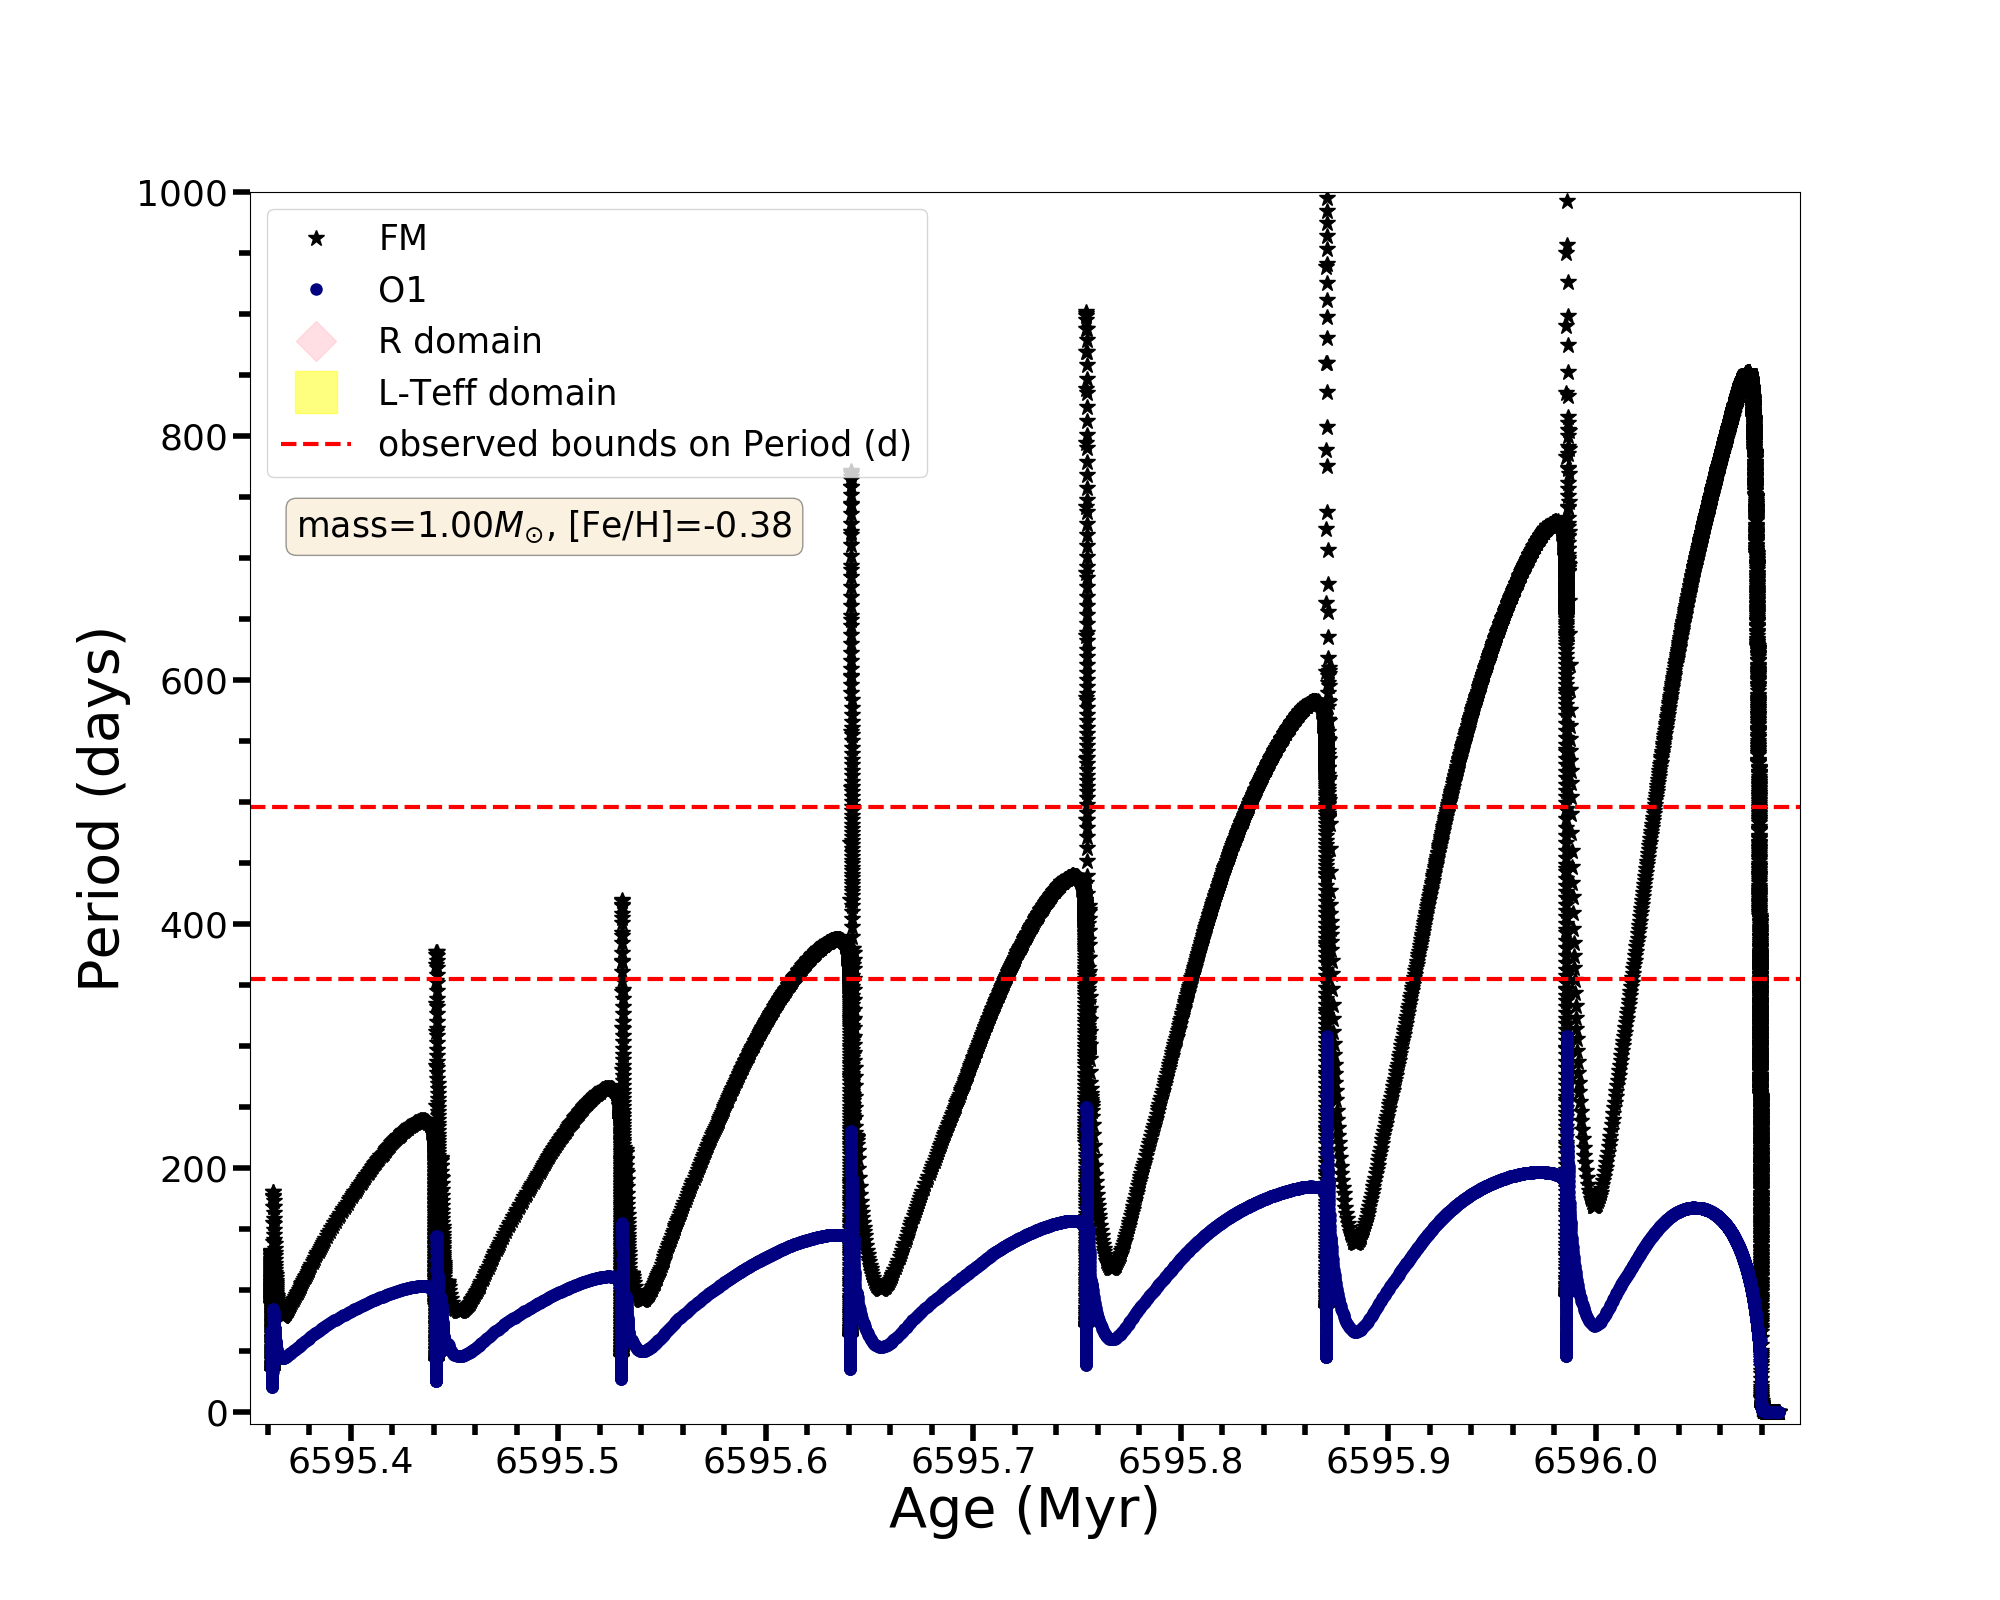 FM
O1
R domain
L-Teff domain
observed bounds on Period (d)
mass=1.00M⊙, [Fe/H]=-0.38
1000
800
600
400
200
0
Period (days)
6595.4 6595.5 6595.6 6595.7 6595.8 6595.9 6596.0
Age (Myr)